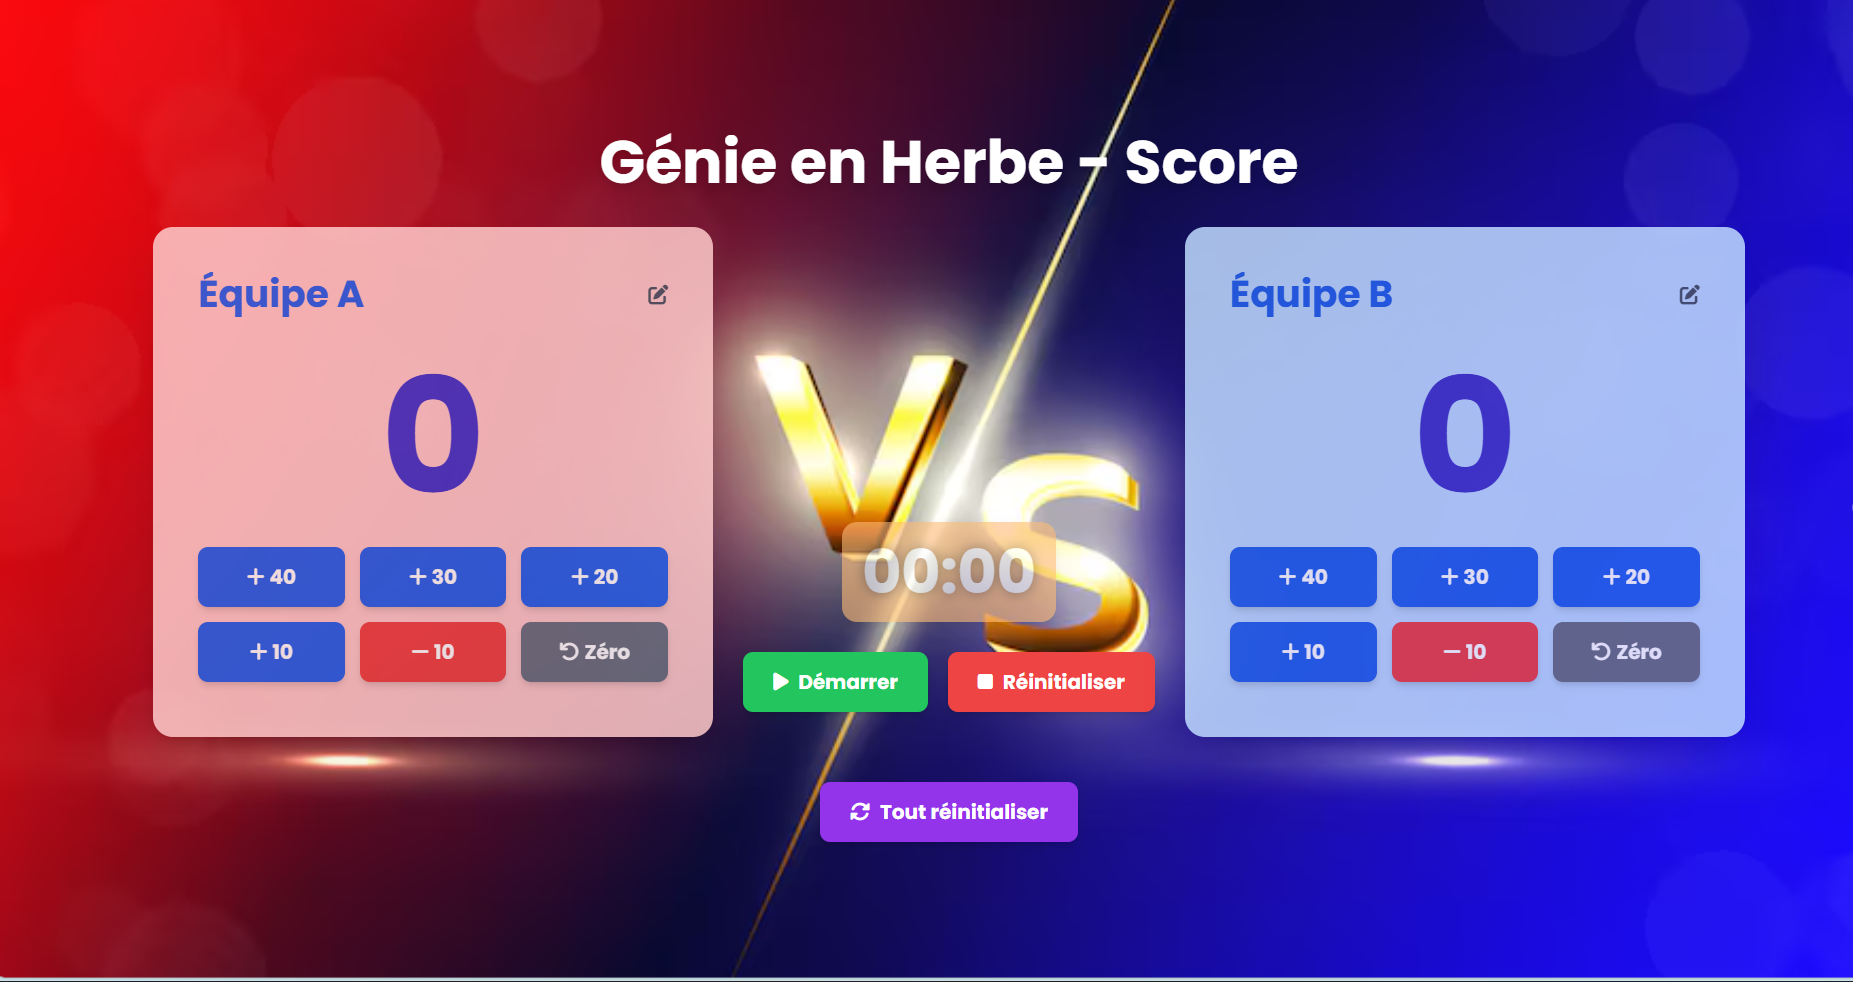 Génie en Herbe - Score
Équipe A
0
+ 40
+ 30
+ 20
+ 10
− 10
Zéro
VS
00:00
Démarrer
Réinitialiser
Équipe B
0
+ 40
+ 30
+ 20
+ 10
− 10
Zéro
Tout réinitialiser